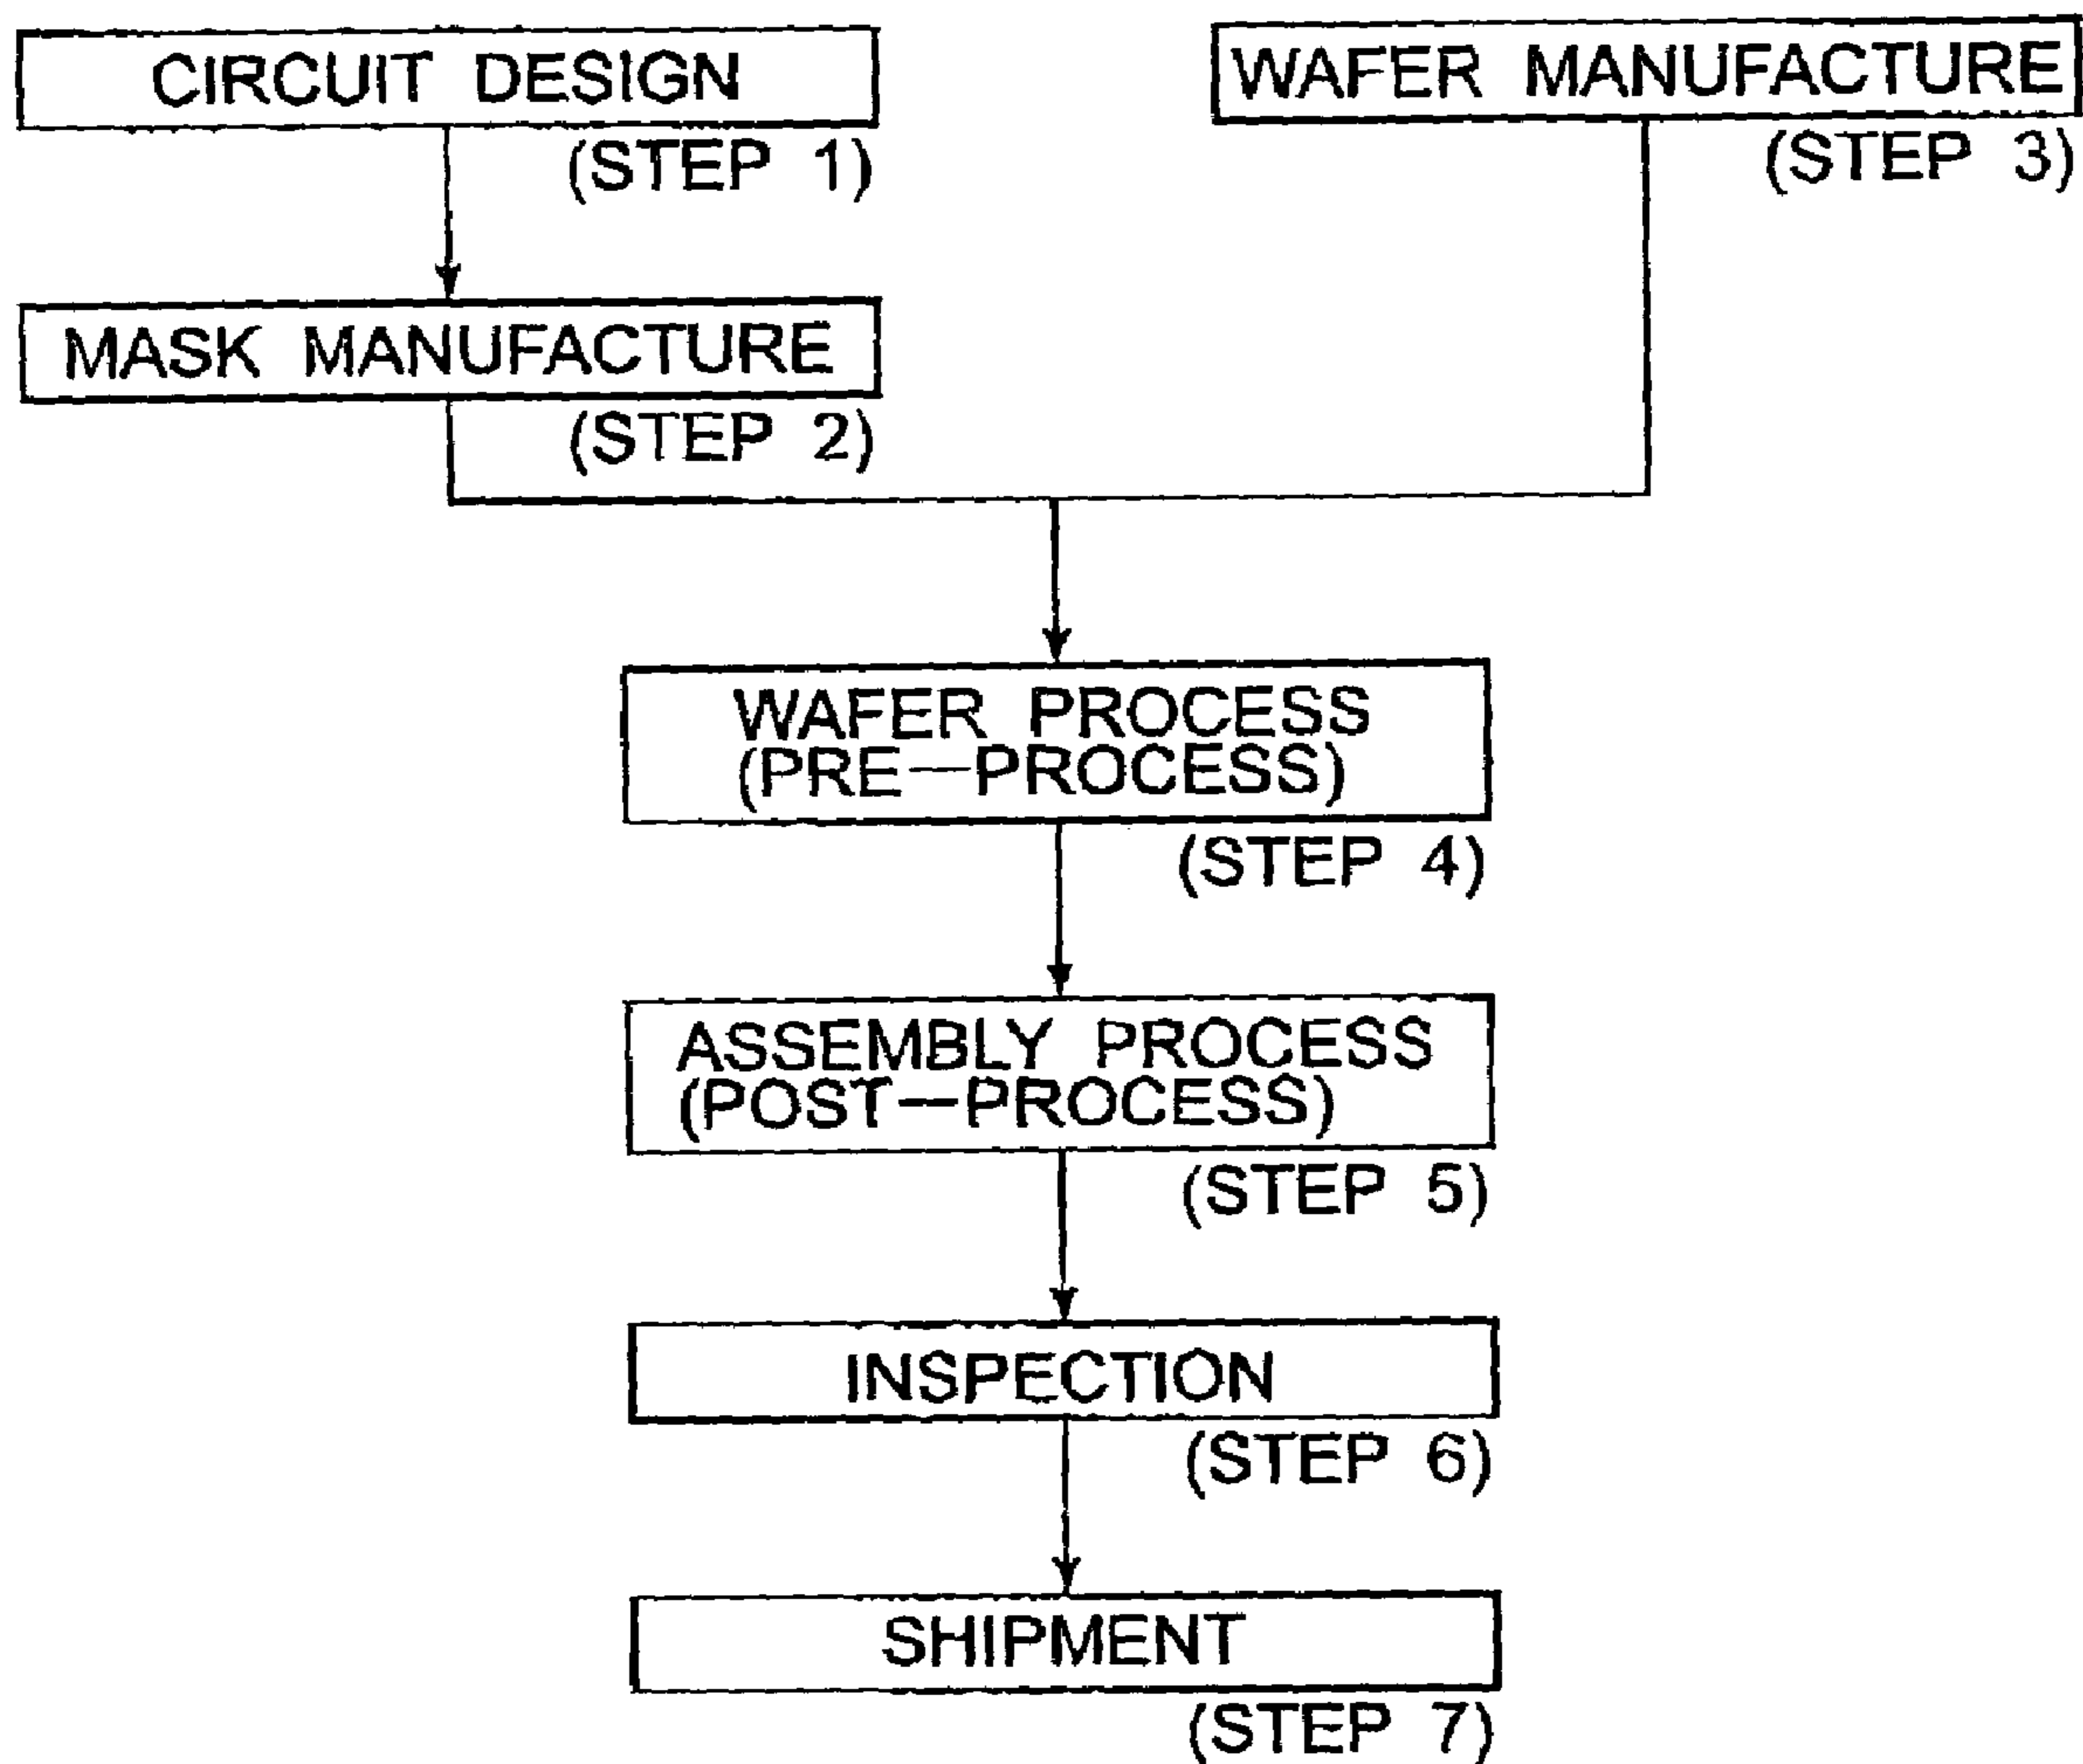 CIRCUIT DESIGN
(STEP 1)
WAFER MANUFACTURE
(STEP 3)
MASK MANUFACTURE
(STEP 2)
WAFER PROCESS
(PRE—PROCESS)
(STEP 4)
ASSEMBLY PROCESS
(POST—PROCESS)
(STEP 5)
INSPECTION
(STEP 6)
SHIPMENT
(STEP 7)